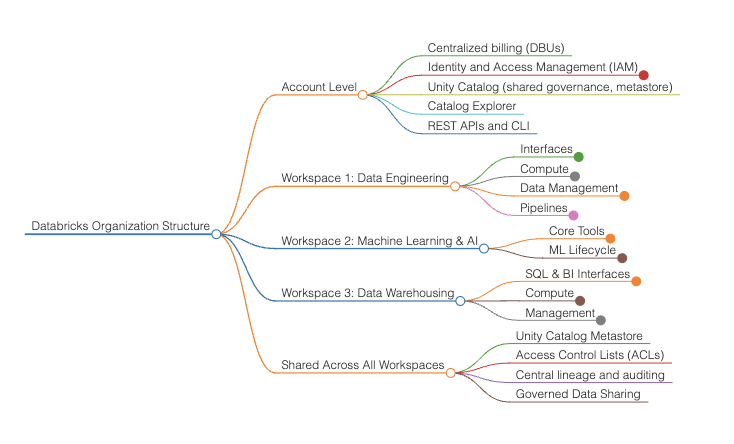 Databricks Organization Structure
Account Level
Centralized billing (DBUs)
Identity and Access Management (IAM)
Unity Catalog (shared governance, metastore)
Catalog Explorer
REST APIs and CLI
Workspace 1: Data Engineering
Interfaces
Compute
Data Management
Pipelines
Workspace 2: Machine Learning & AI
Core Tools
ML Lifecycle
Workspace 3: Data Warehousing
SQL & BI Interfaces
Compute
Management
Shared Across All Workspaces
Unity Catalog Metastore
Access Control Lists (ACLs)
Central lineage and auditing
Governed Data Sharing